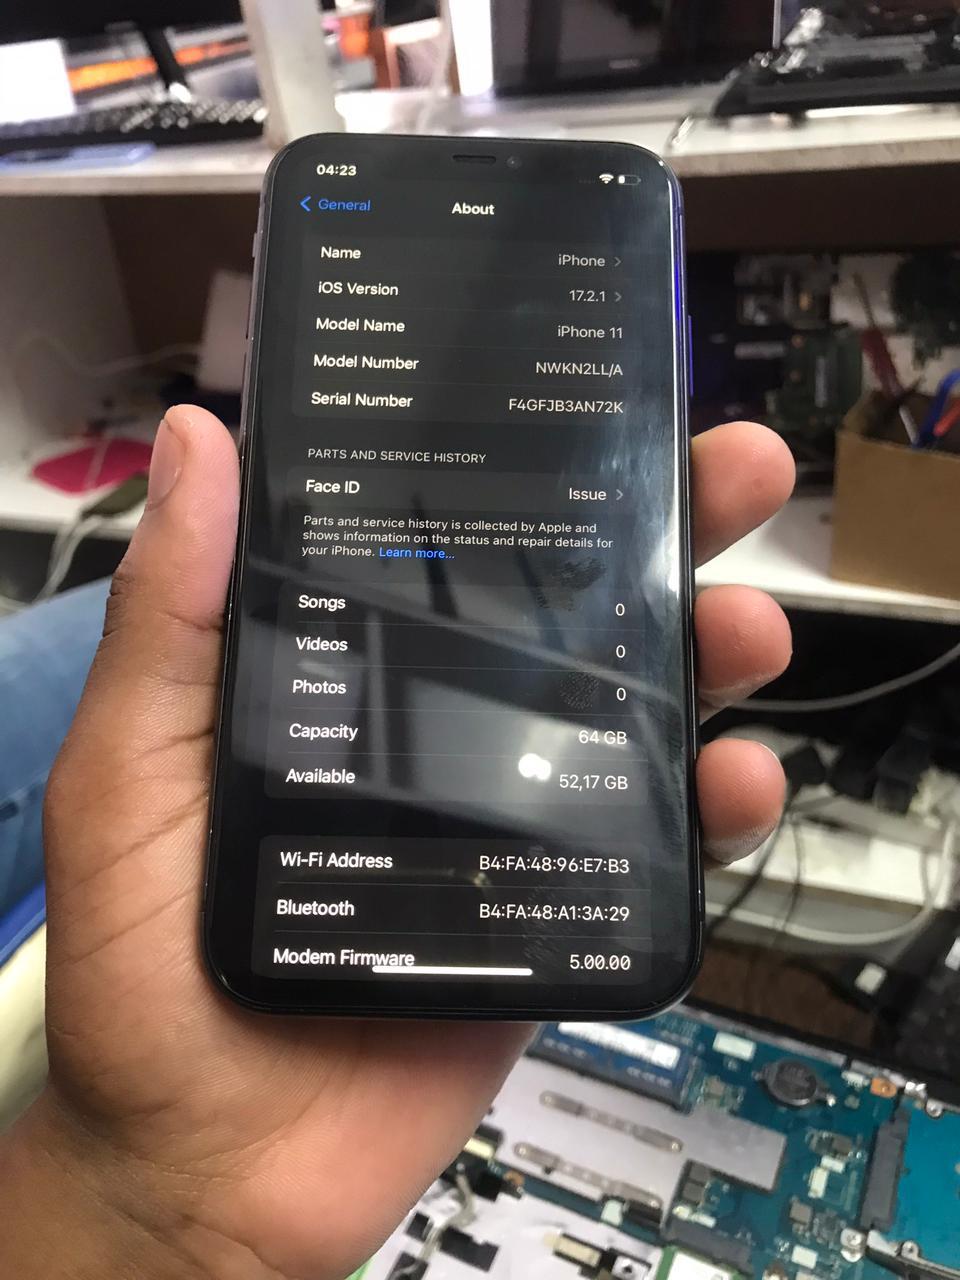 04:23
General
About
Name iPhone
iOS Version 17.2.1
Model Name iPhone 11
Model Number NWKN2LL/A
Serial Number F4GFJB3AN72K
PARTS AND SERVICE HISTORY
Face ID Issue
Parts and service history is collected by Apple and
shows information on the status and repair details for
your iPhone. Learn more...
Songs 0
Videos 0
Photos 0
Capacity 64 GB
Available 52,17 GB
Wi-Fi Address B4:FA:48:96:E7:B3
Bluetooth B4:FA:48:A1:3A:29
Modem Firmware 5.00.00